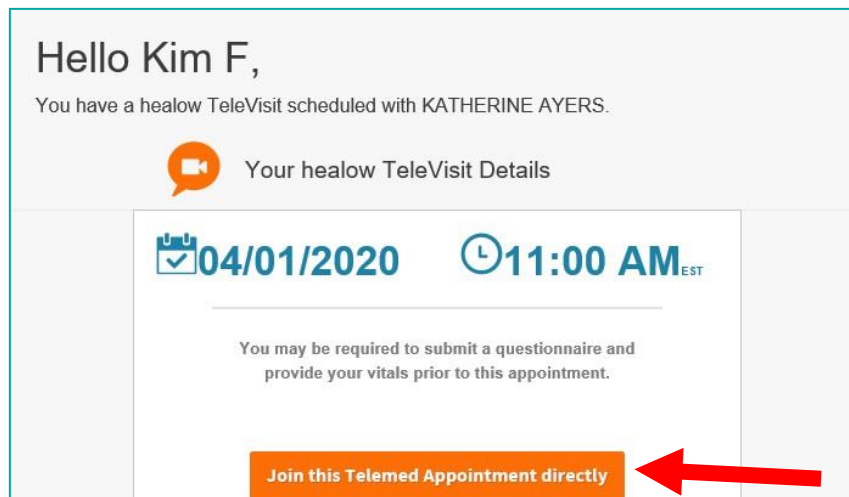 Hello Kim F,
You have a healow TeleVisit scheduled with KATHERINE AYERS.
Your healow TeleVisit Details
04/01/2020 11:00 AM EST
You may be required to submit a questionnaire and
provide your vitals prior to this appointment.
Join this Telemed Appointment directly